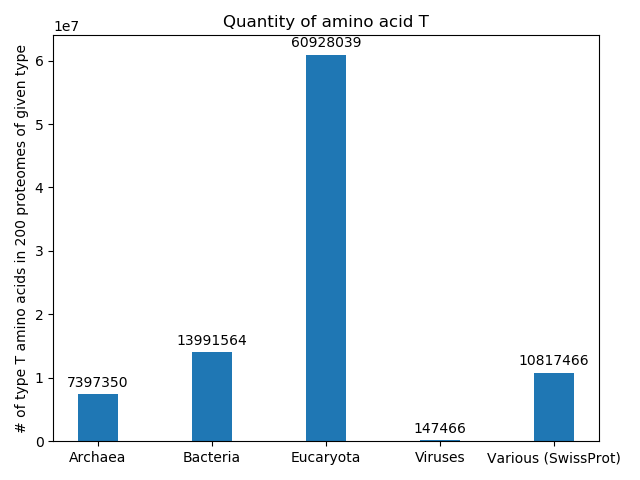 Quantity of amino acid T
1e7
# of type T amino acids in 200 proteomes of given type
6
5
4
3
2
1
0
7397350
13991564
60928039
147466
10817466
Archaea
Bacteria
Eucaryota
Viruses
Various (SwissProt)